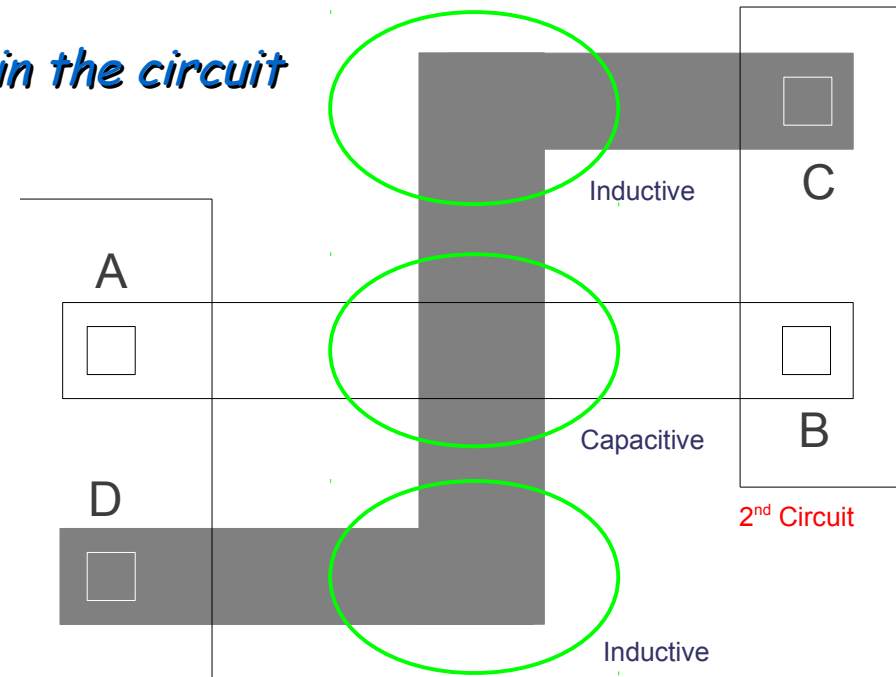 in the circuit
Inductive
C
A
Capacitive
B
D
2nd Circuit
Inductive